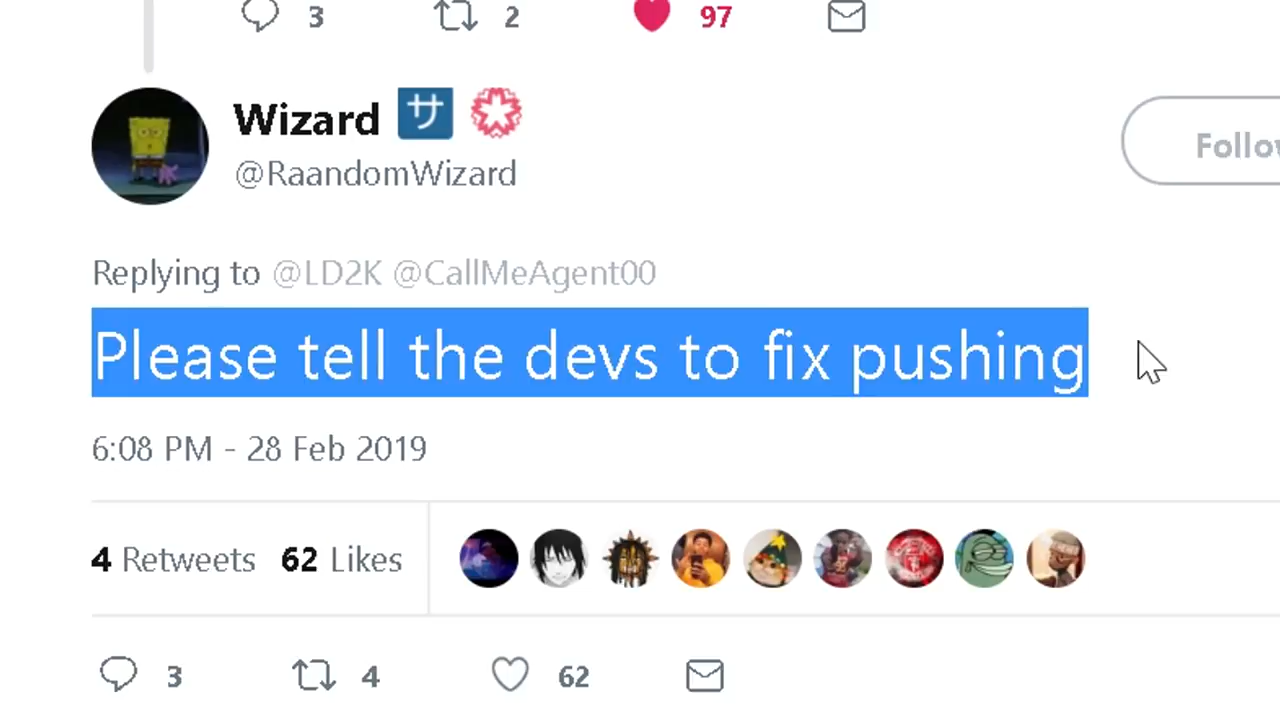 3 2 97
Wizard 🈂️ 💮
@RaandomWizard
Follow
Replying to @LD2K @CallMeAgent00
Please tell the devs to fix pushing
6:08 PM - 28 Feb 2019
4 Retweets 62 Likes
3 4 62